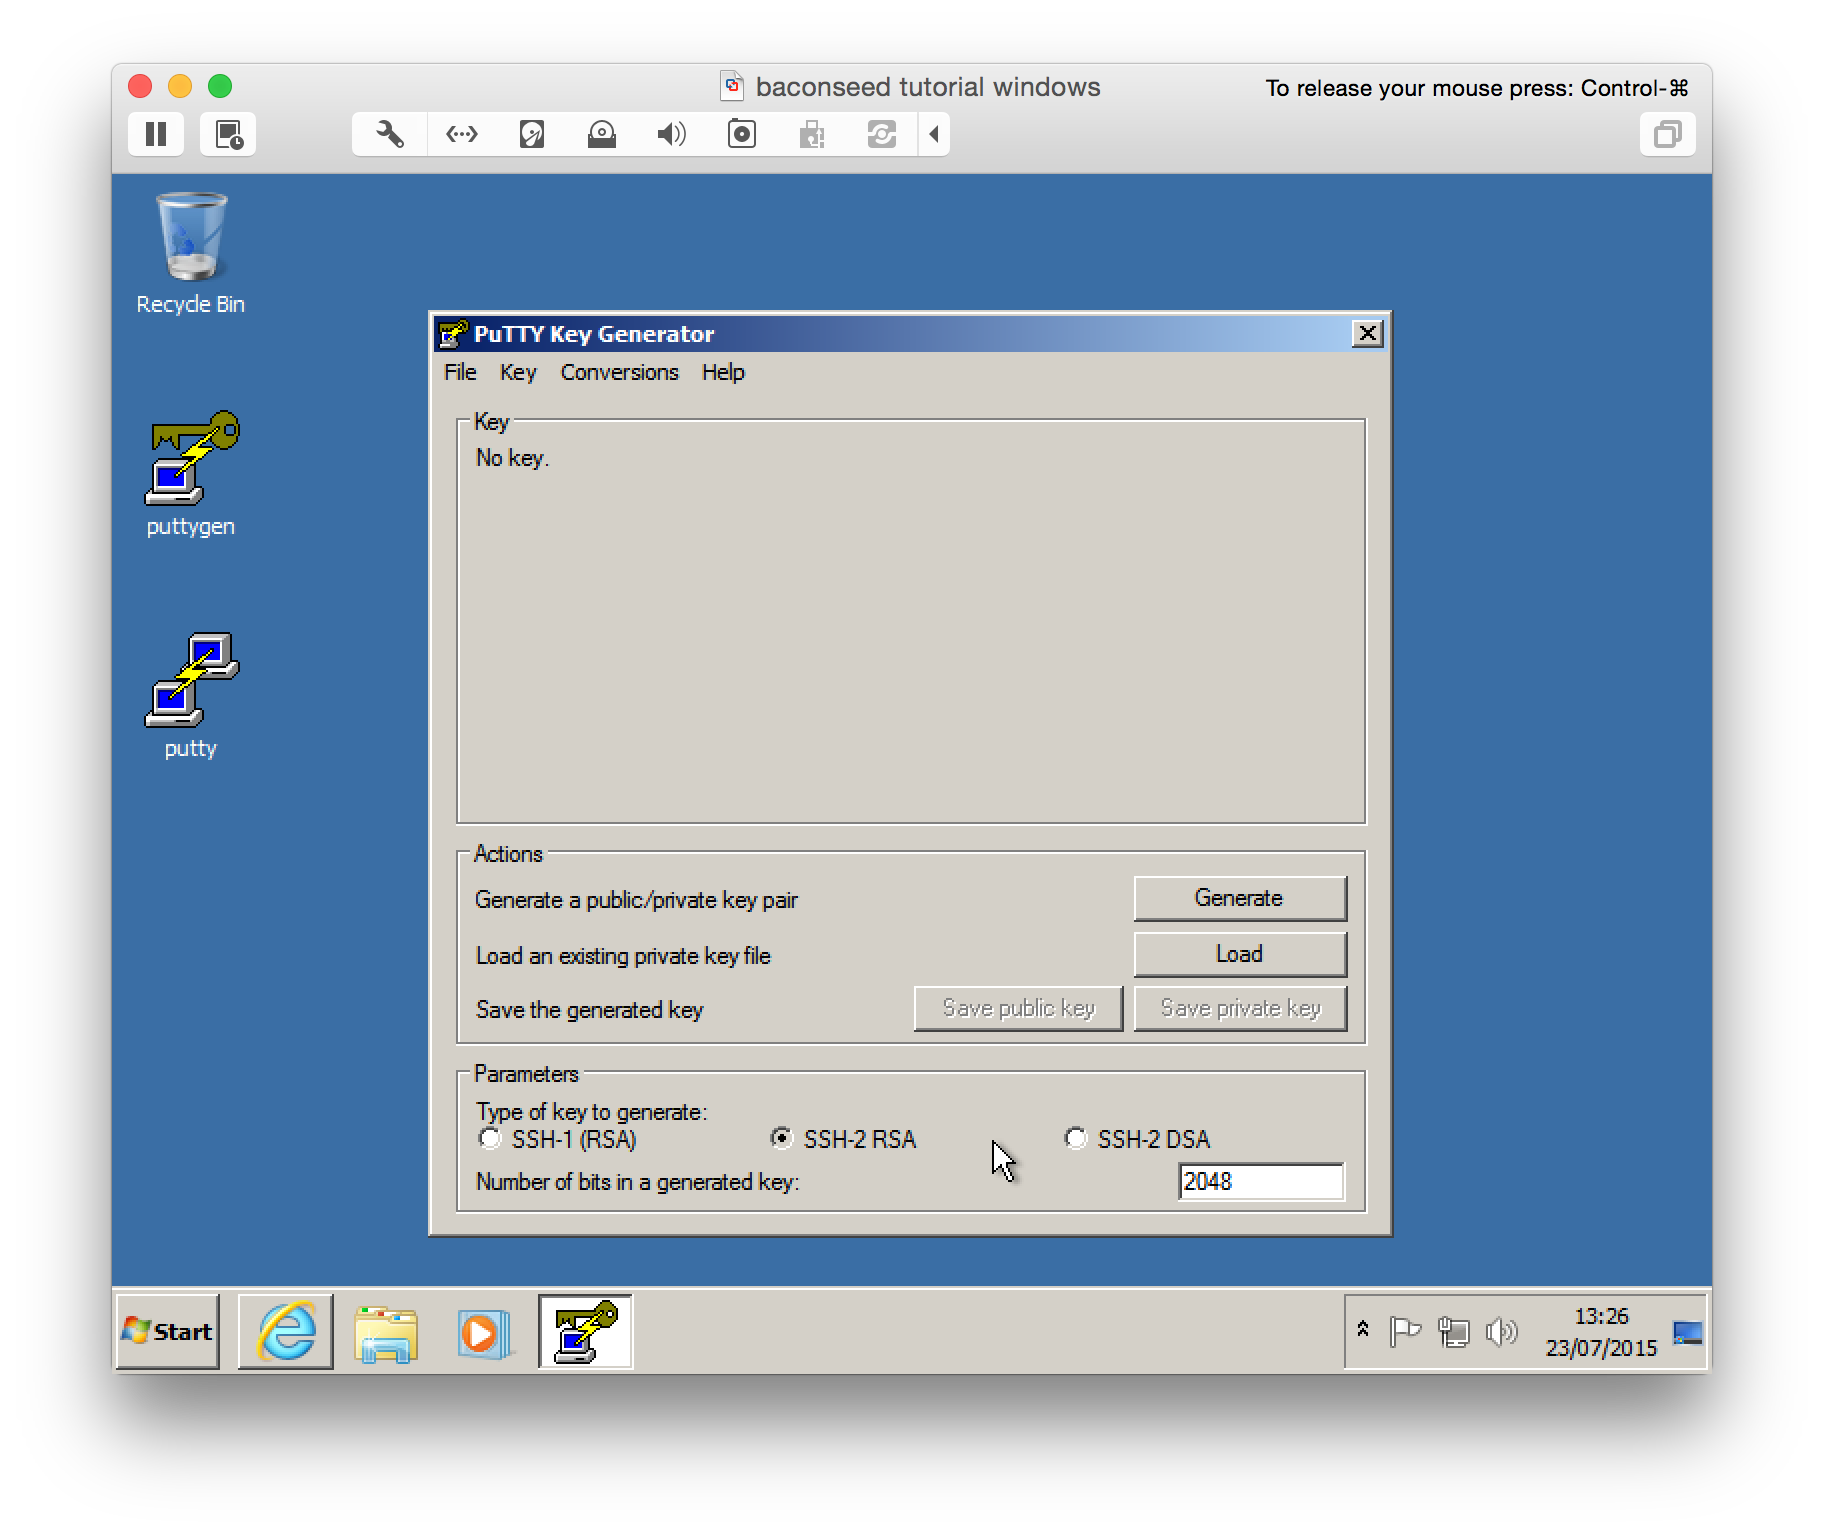 baconseed tutorial windows
To release your mouse press: Control-⌘
Recycle Bin
puttygen
putty
PuTTY Key Generator
File Key Conversions Help
Key
No key.
Actions
Generate a public/private key pair
Generate
Load an existing private key file
Load
Save the generated key
Save public key
Save private key
Parameters
Type of key to generate:
SSH-1 (RSA) SSH-2 RSA SSH-2 DSA
Number of bits in a generated key:
2048
Start
13:26
23/07/2015